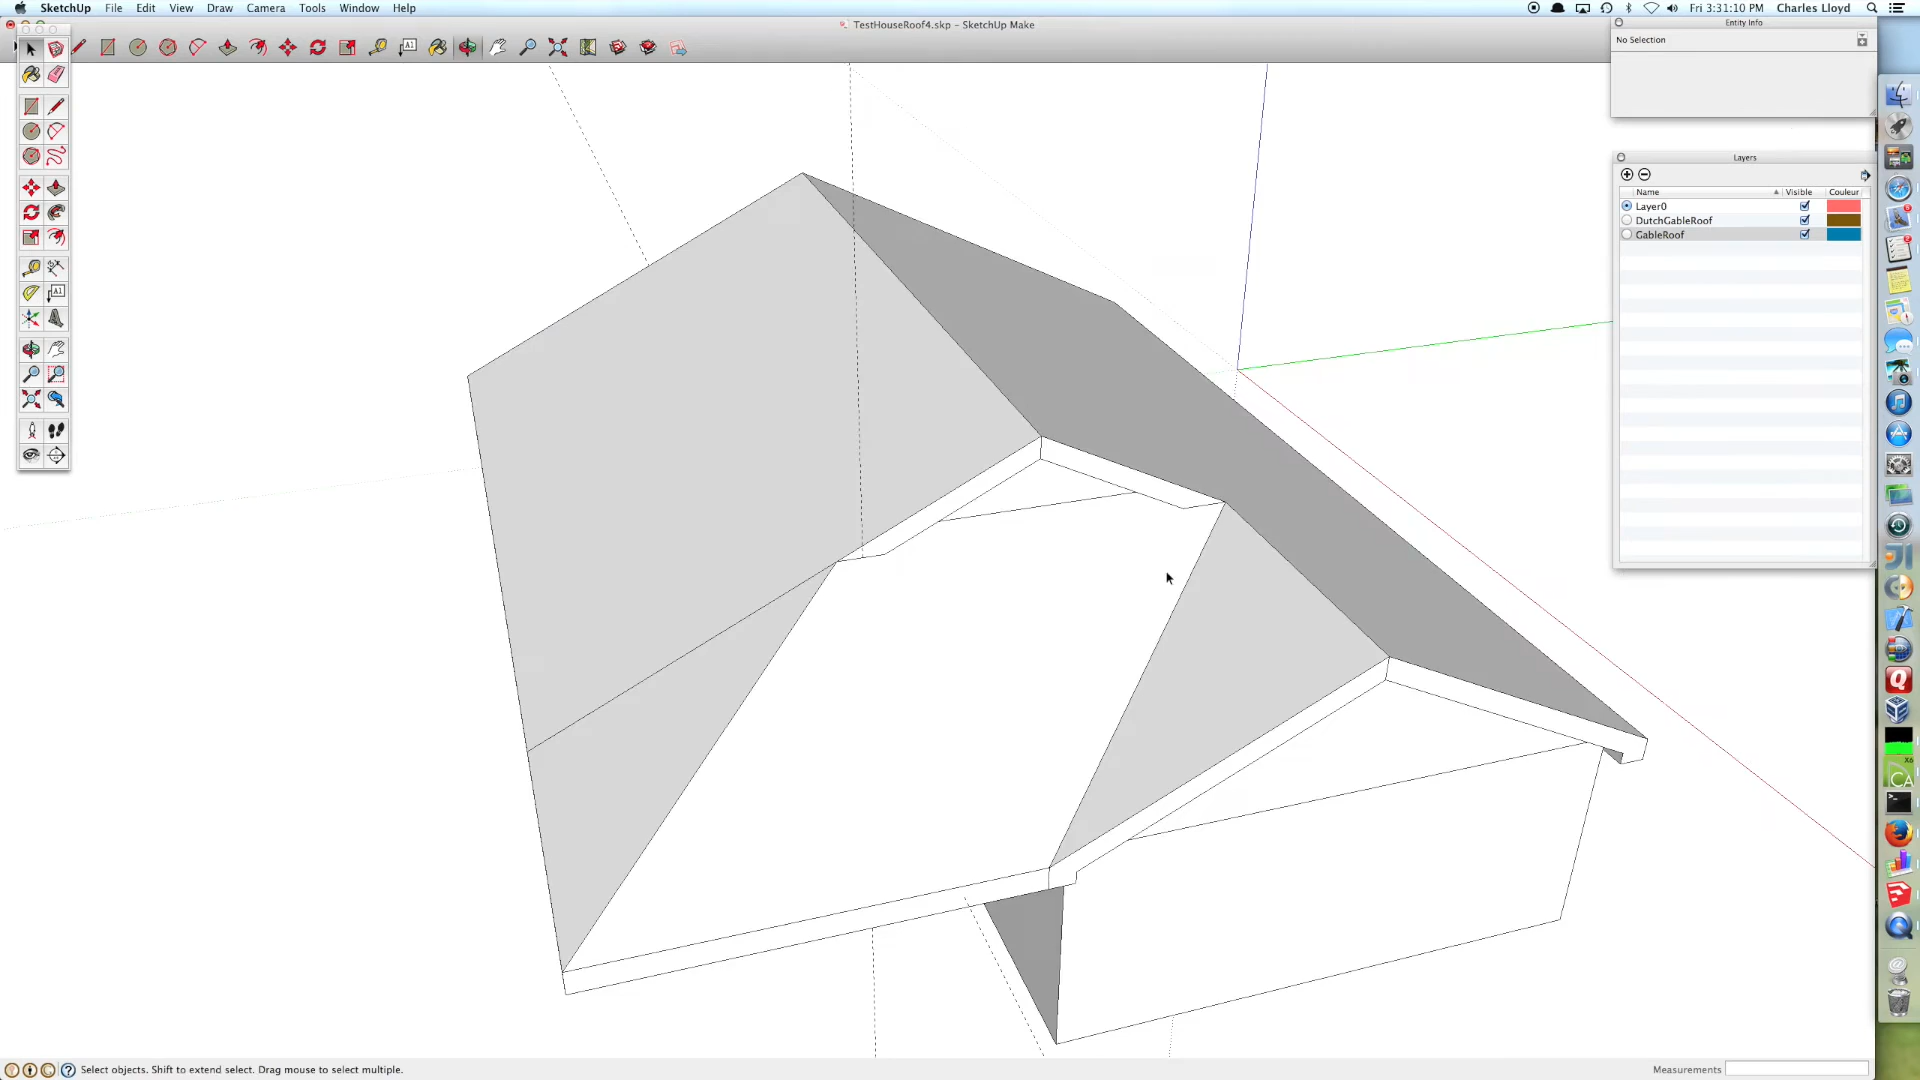 SketchUp File Edit View Draw Camera Tools Window Help Fri 3:31:10 PM Charles Lloyd
TestHouseRoof4.skp - SketchUp Make
Entity Info
No Selection
Layers
Name Visible Couleur
Layer0
DutchGableRoof
GableRoof
Select objects. Shift to extend select. Drag mouse to select multiple.
Measurements